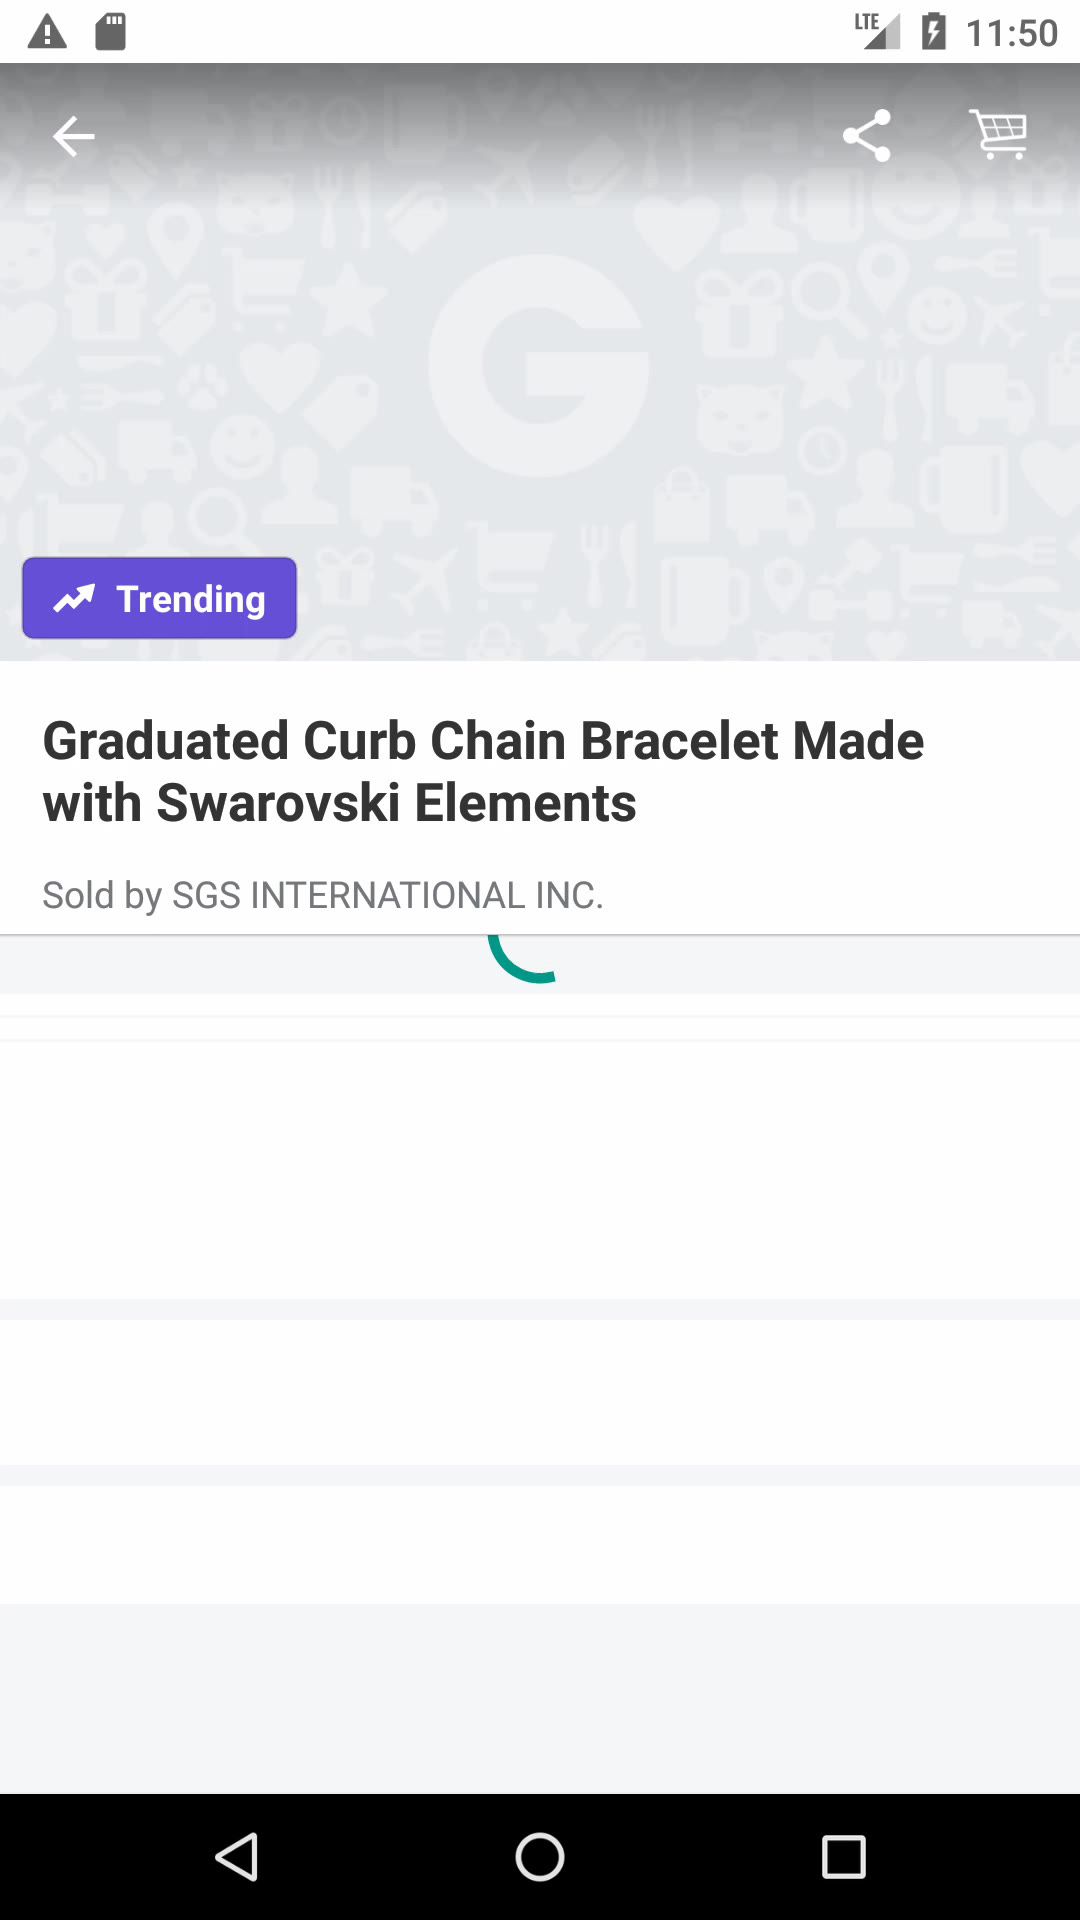 LTE 11:50
G
Trending
Graduated Curb Chain Bracelet Made
with Swarovski Elements
Sold by SGS INTERNATIONAL INC.